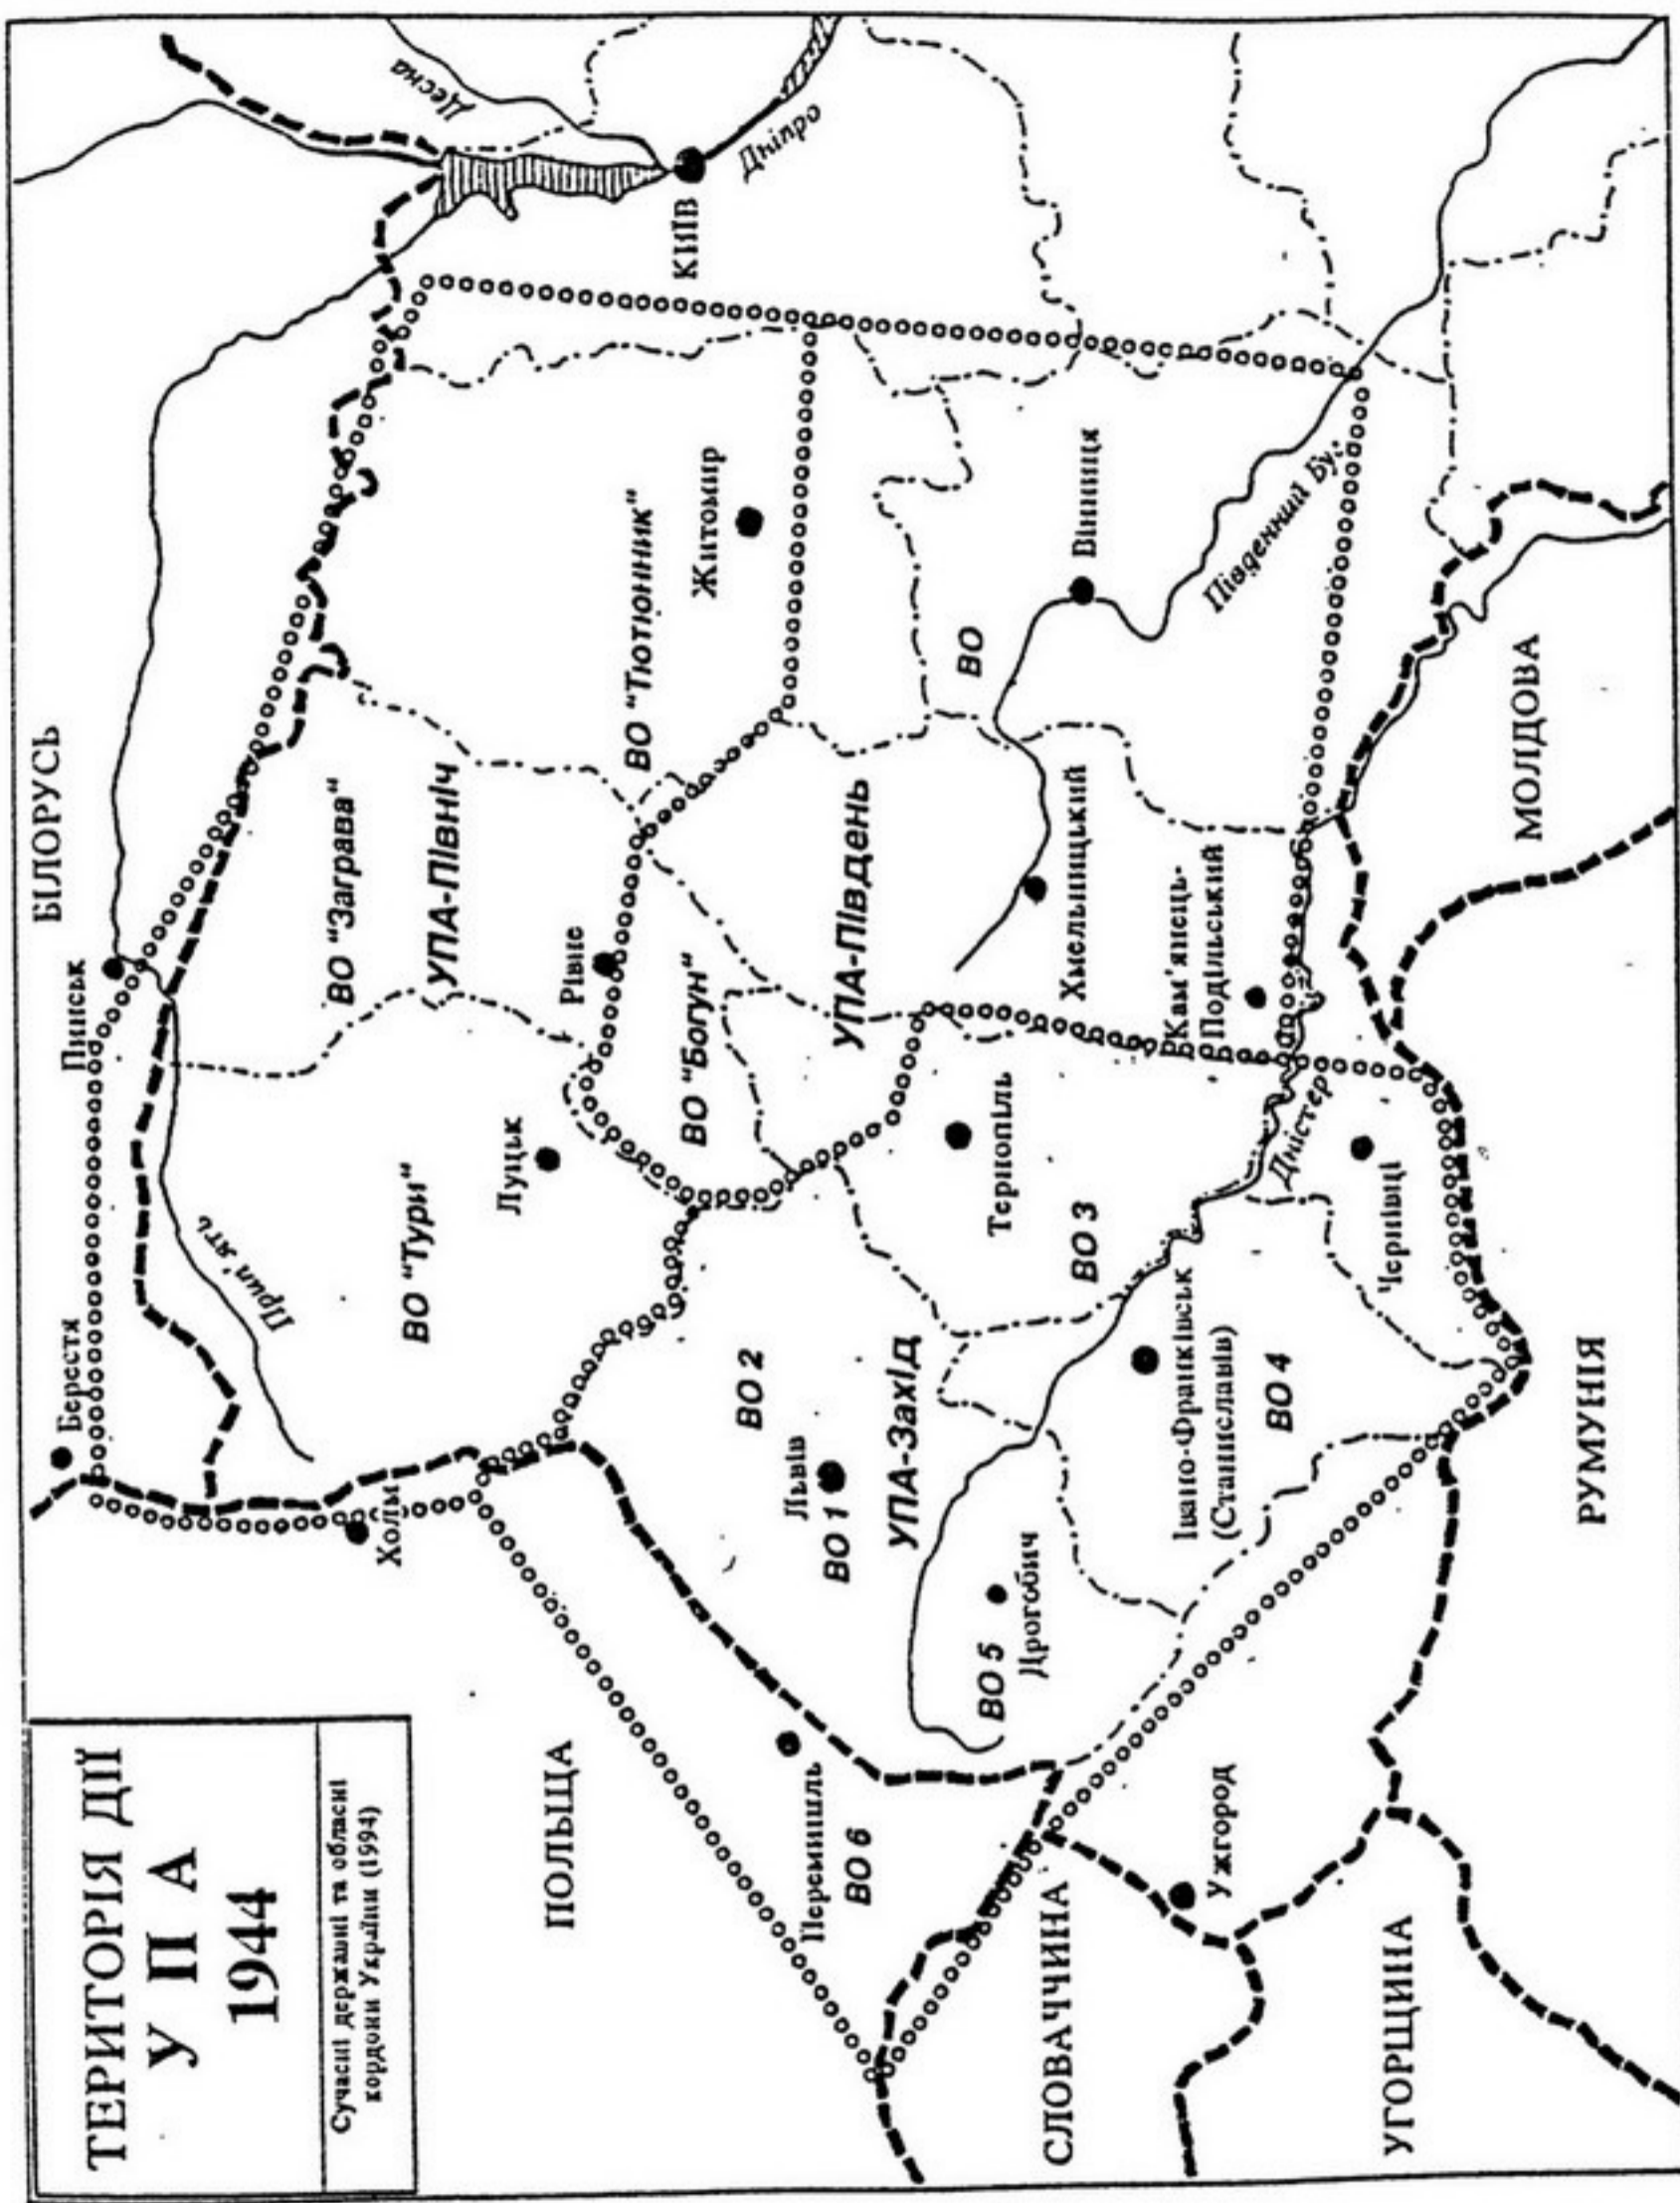 ТЕРИТОРІЯ ДІЇ
У П А
1944
Сучасні державні та обласні
кордони України (1994)
БІЛОРУСЬ
Берестя
Пинськ
Прип'ять
Десна
Холм
ВО "Тури"
ВО "Заграва"
УПА-ПІВНІЧ
ПОЛЬЩА
Луцьк
Рівне
ВО "Тютюнник"
Житомир
КИЇВ
Дніпро
ВО "Богун"
ВО 2
Львів
ВО 1
Перемишль
ВО 6
УПА-ЗАХІД
УПА-ПІВДЕНЬ
ВО
Тернопіль
ВО 3
ВО 5
Дрогобич
Хмельницький
Вінниця
Кам'янець-
Подільський
Південний Бу
Івано-Франківськ
(Станиславів)
ВО 4
Дністер
Чернівці
Ужгород
СЛОВАЧЧИНА
УГОРЩИНА
РУМУНІЯ
МОЛІДОВА